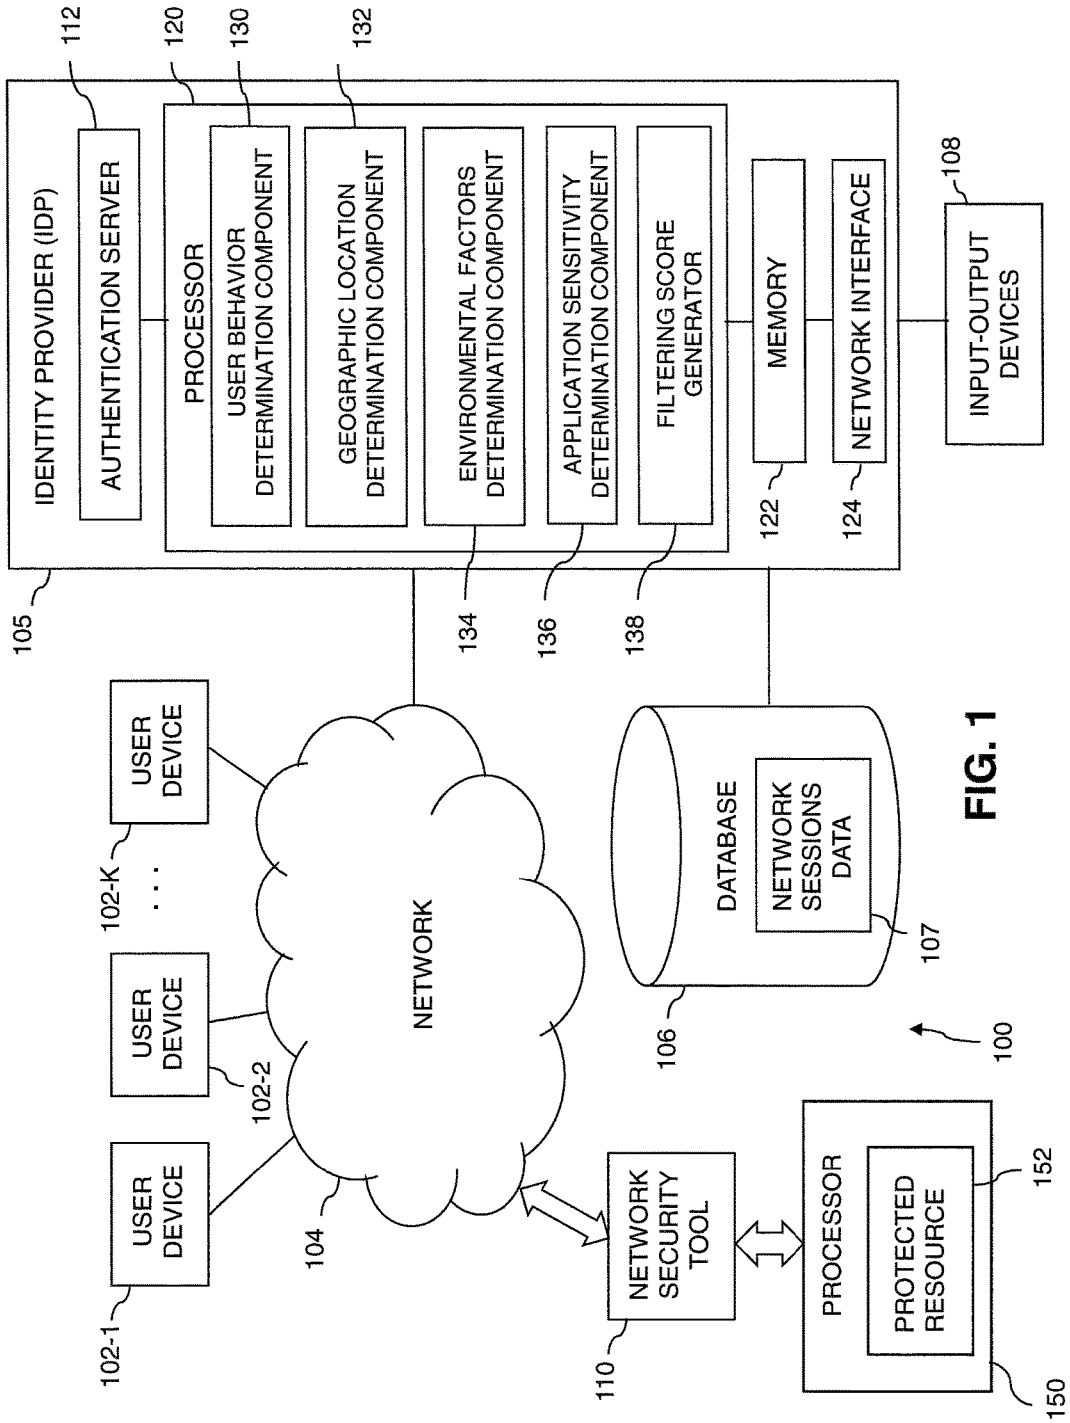 102-1
USER
DEVICE
102-2
USER
DEVICE
102-K
USER
DEVICE
. . .
104
NETWORK
105
IDENTITY PROVIDER (IDP)
112
AUTHENTICATION SERVER
120
PROCESSOR
130
USER BEHAVIOR
DETERMINATION COMPONENT
132
GEOGRAPHIC LOCATION
DETERMINATION COMPONENT
134
ENVIRONMENTAL FACTORS
DETERMINATION COMPONENT
136
APPLICATION SENSITIVITY
DETERMINATION COMPONENT
138
FILTERING SCORE
GENERATOR
122
MEMORY
124
NETWORK INTERFACE
108
INPUT-OUTPUT
DEVICES
110
NETWORK
SECURITY
TOOL
150
PROCESSOR
152
PROTECTED
RESOURCE
106
DATABASE
107
NETWORK
SESSIONS
DATA
100
FIG. 1